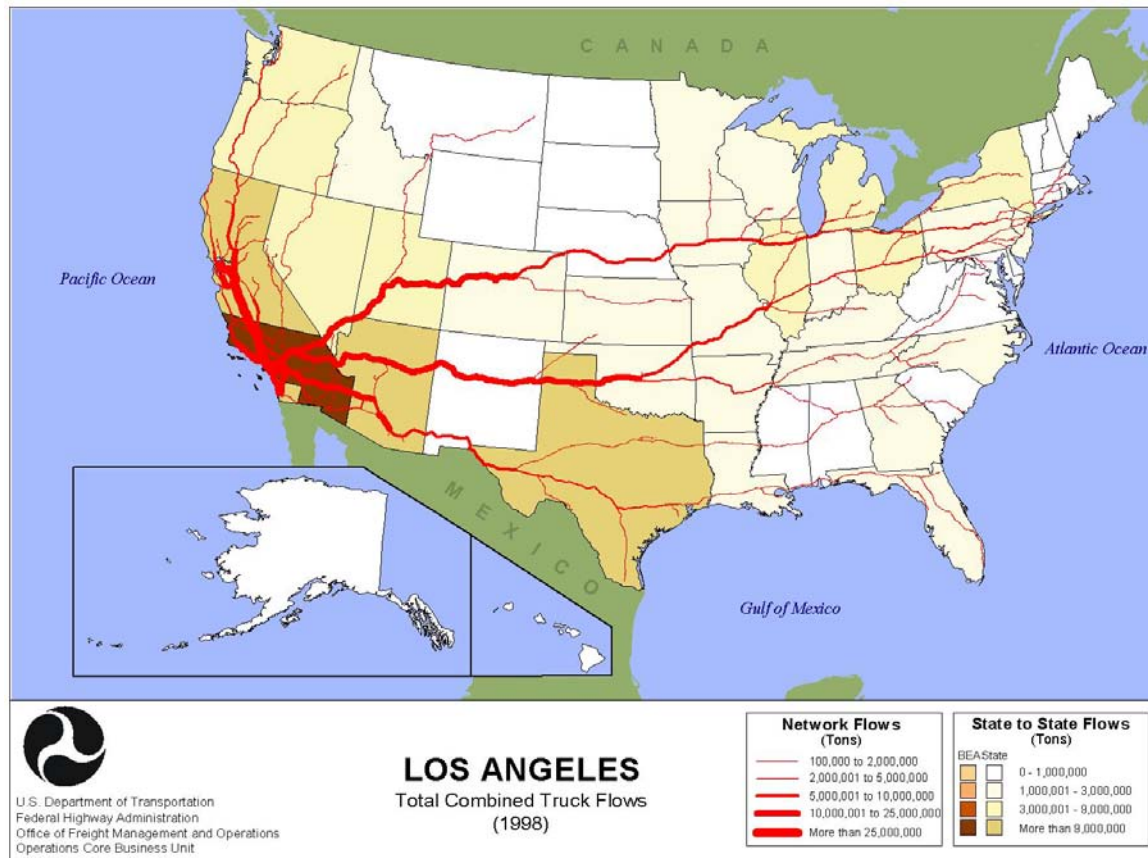 C A N A D A
Pacific Ocean
Atlantic Ocean
M E X I C O
Gulf of Mexico
U.S. Department of Transportation
Federal Highway Administration
Office of Freight Management and Operations
Operations Core Business Unit
LOS ANGELES
Total Combined Truck Flows
(1998)
Network Flows
(Tons)
100,000 to 2,000,000
2,000,001 to 5,000,000
5,000,001 to 10,000,000
10,000,001 to 25,000,000
More than 25,000,000
State to State Flows
(Tons)
BEA State
0 - 1,000,000
1,000,001 - 3,000,000
3,000,001 - 9,000,000
More than 9,000,000